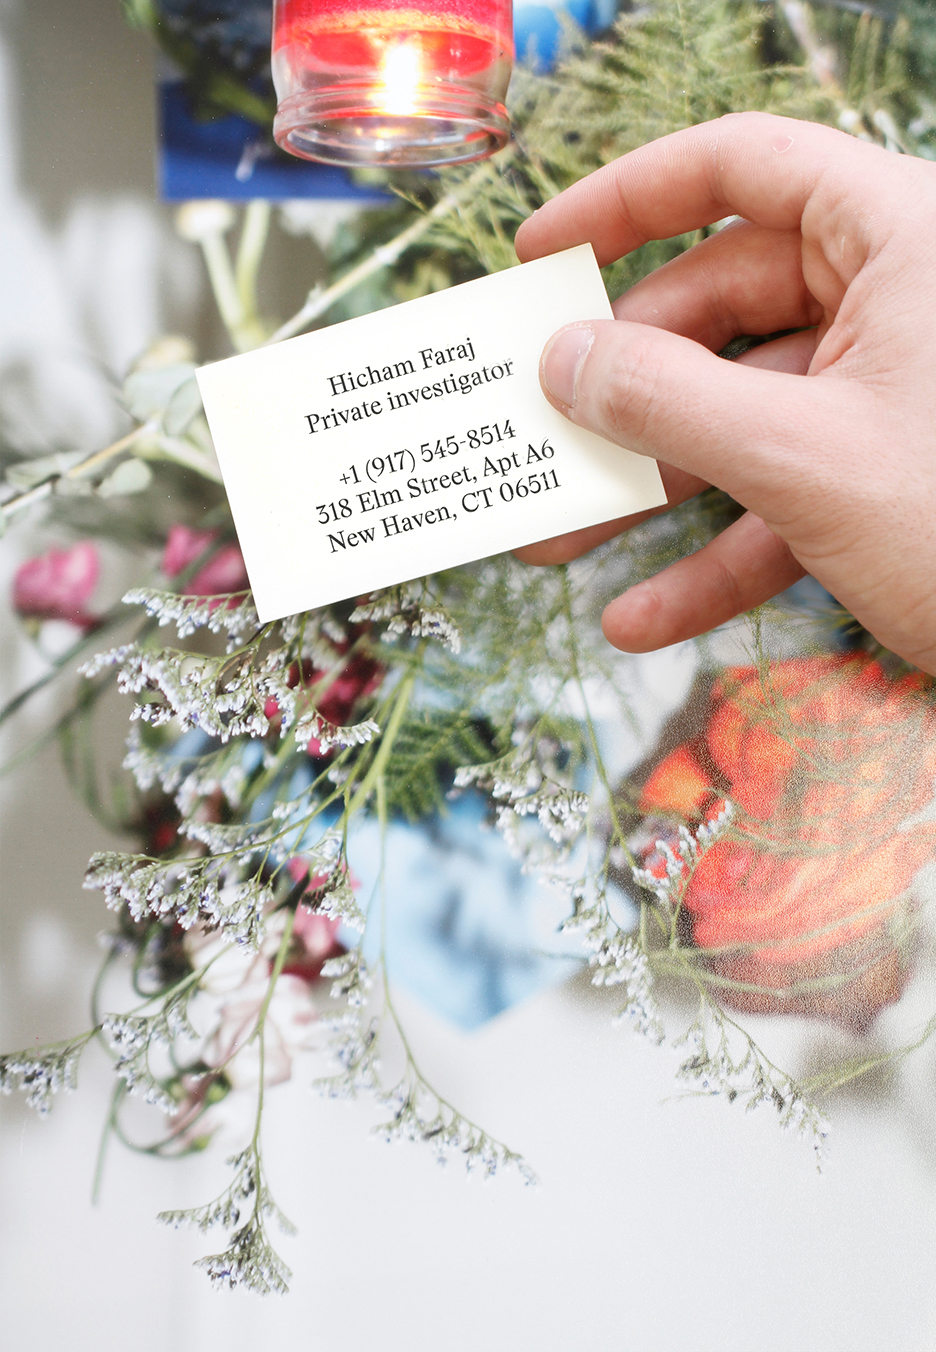 Hicham Faraj
Private investigator
+1 (917) 545-8514
318 Elm Street, Apt A6
New Haven, CT 06511